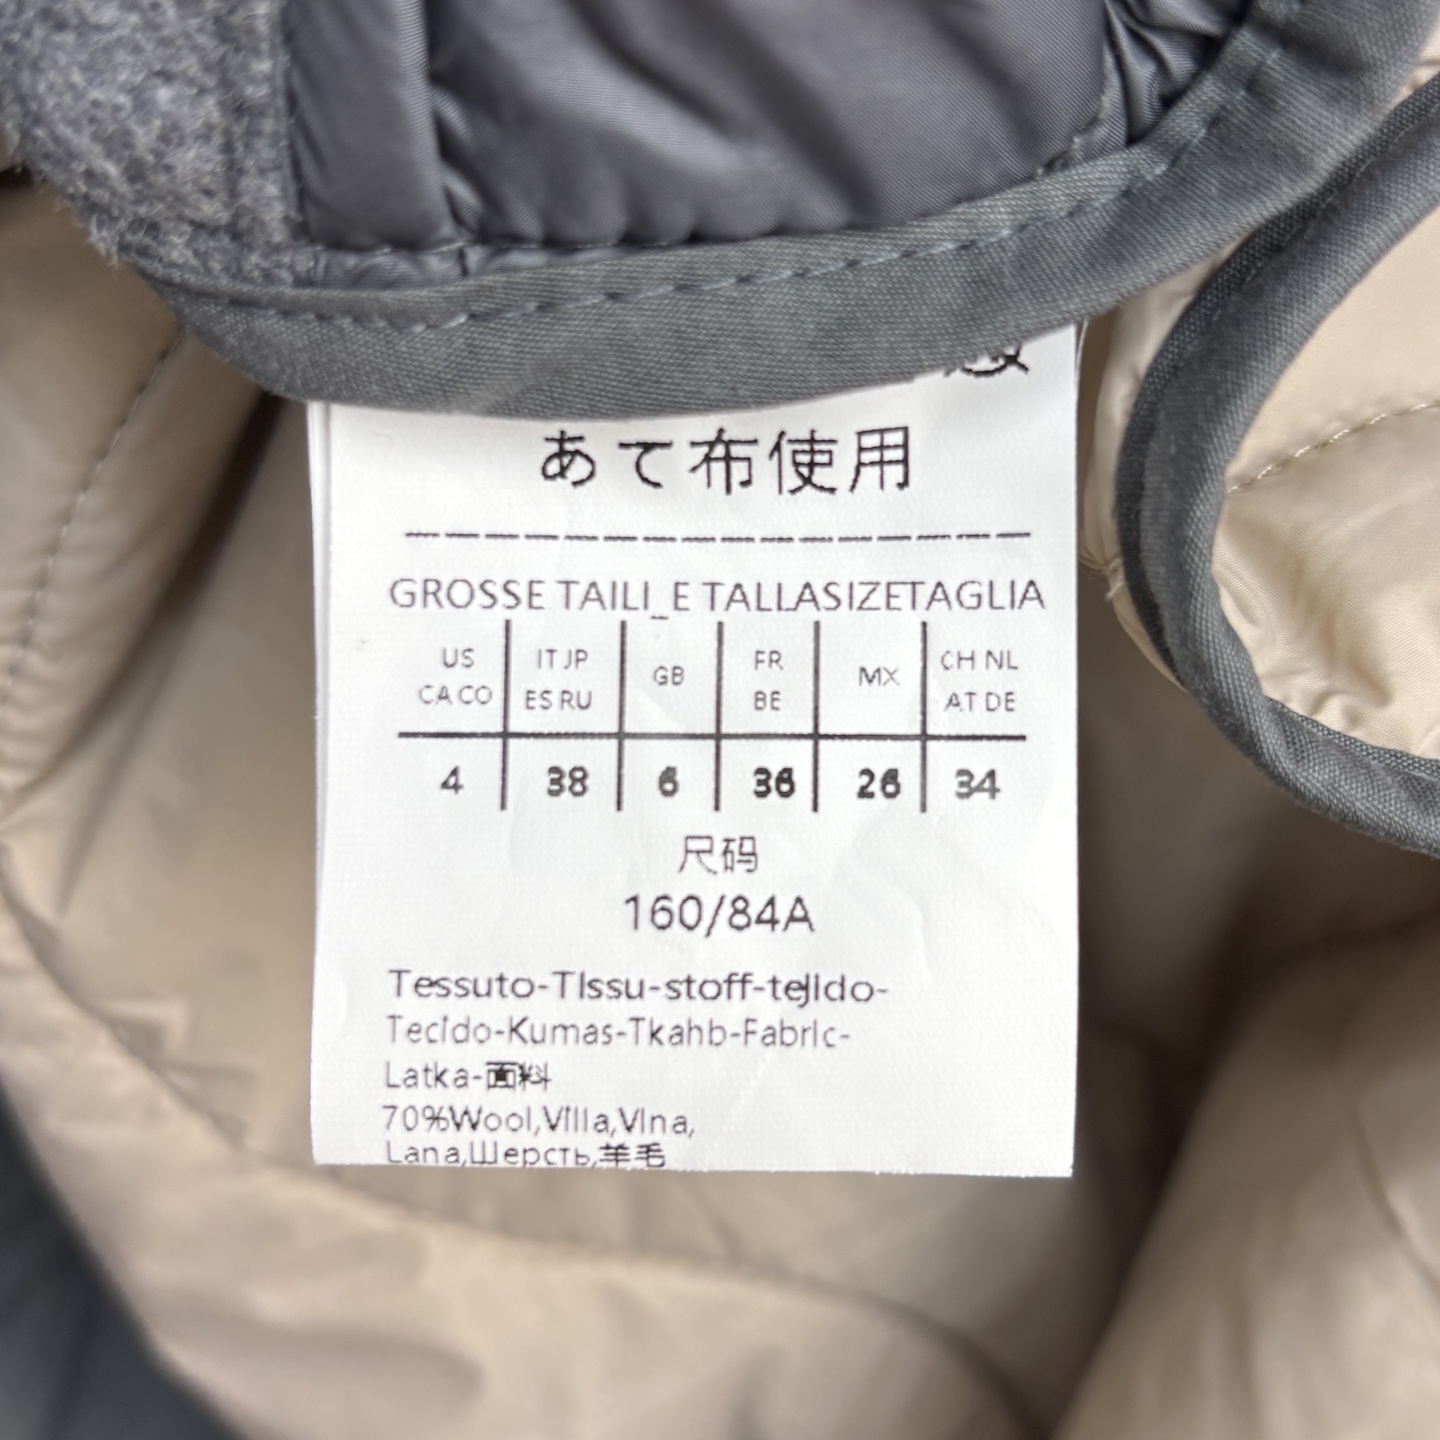 あて布使用
GROSSE TAILLE TALLASIZETAGLIA
US IT JP GB FR MX CH NL
CA CO ES RU BE AT DE
4 38 6 36 26 34
尺码
160/84A
Tessuto-Tissu-stoff-tejido-
Tecido-Kumas-Tkahb-Fabric-
Latka-面料
70%Wool,Villa,Vlna,
Lana,Шерсть,羊毛